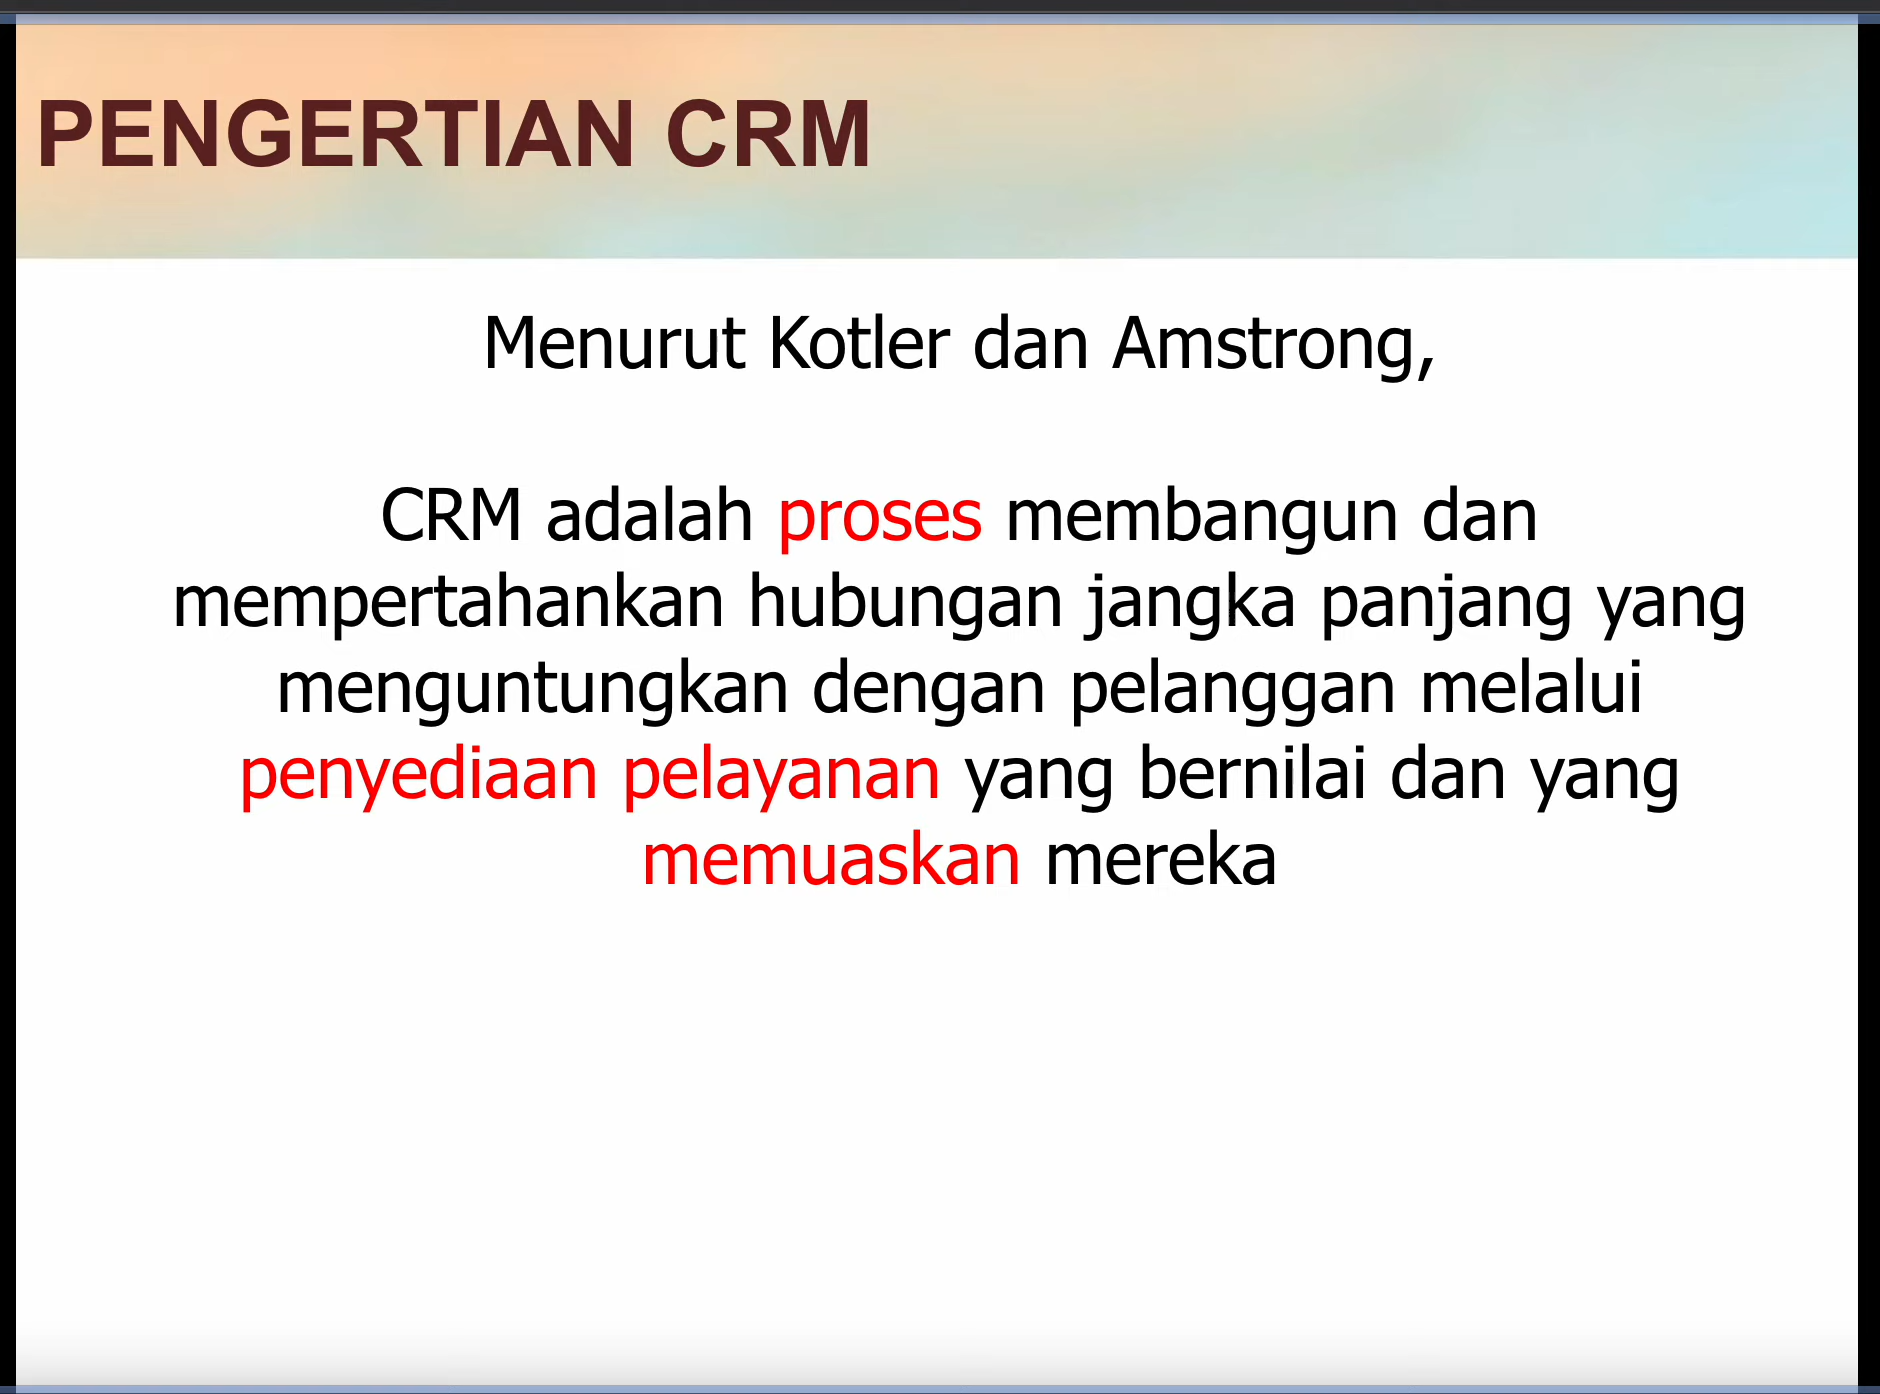 PENGERTIAN CRM
Menurut Kotler dan Amstrong,
CRM adalah proses membangun dan
mempertahankan hubungan jangka panjang yang
menguntungkan dengan pelanggan melalui
penyediaan pelayanan yang bernilai dan yang
memuaskan mereka